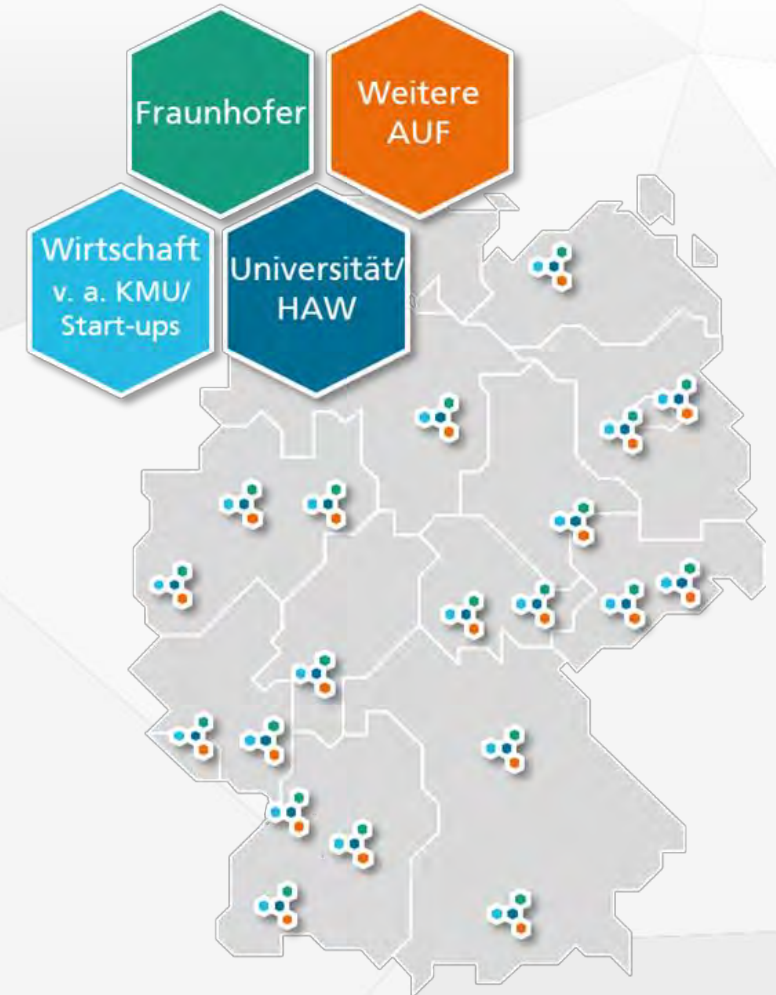 Fraunhofer
Weitere
AUF
Wirtschaft
v. a. KMU/
Start-ups
Universität/
HAW